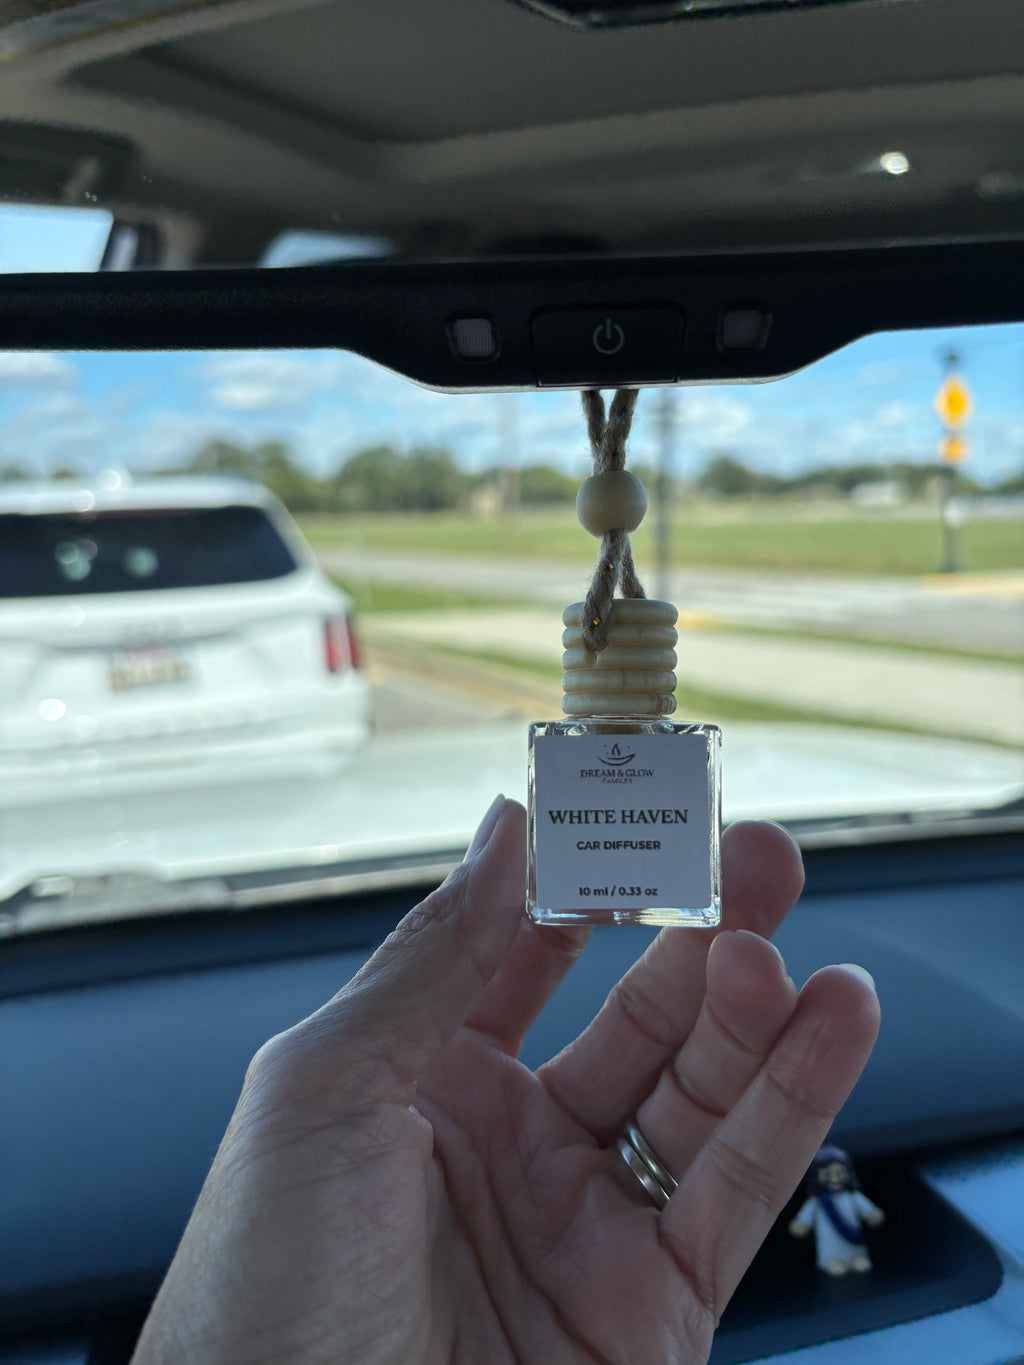 DREAM & GLOW
CANDLES
WHITE HAVEN
CAR DIFFUSER
10 ml / 0.33 oz